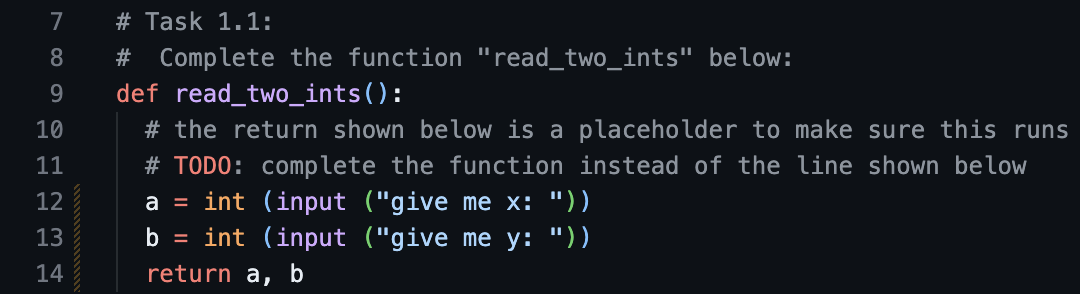 7 # Task 1.1:
8 #  Complete the function "read_two_ints" below:
9 def read_two_ints():
10   # the return shown below is a placeholder to make sure this runs
11   # TODO: complete the function instead of the line shown below
12   a = int (input ("give me x: "))
13   b = int (input ("give me y: "))
14   return a, b